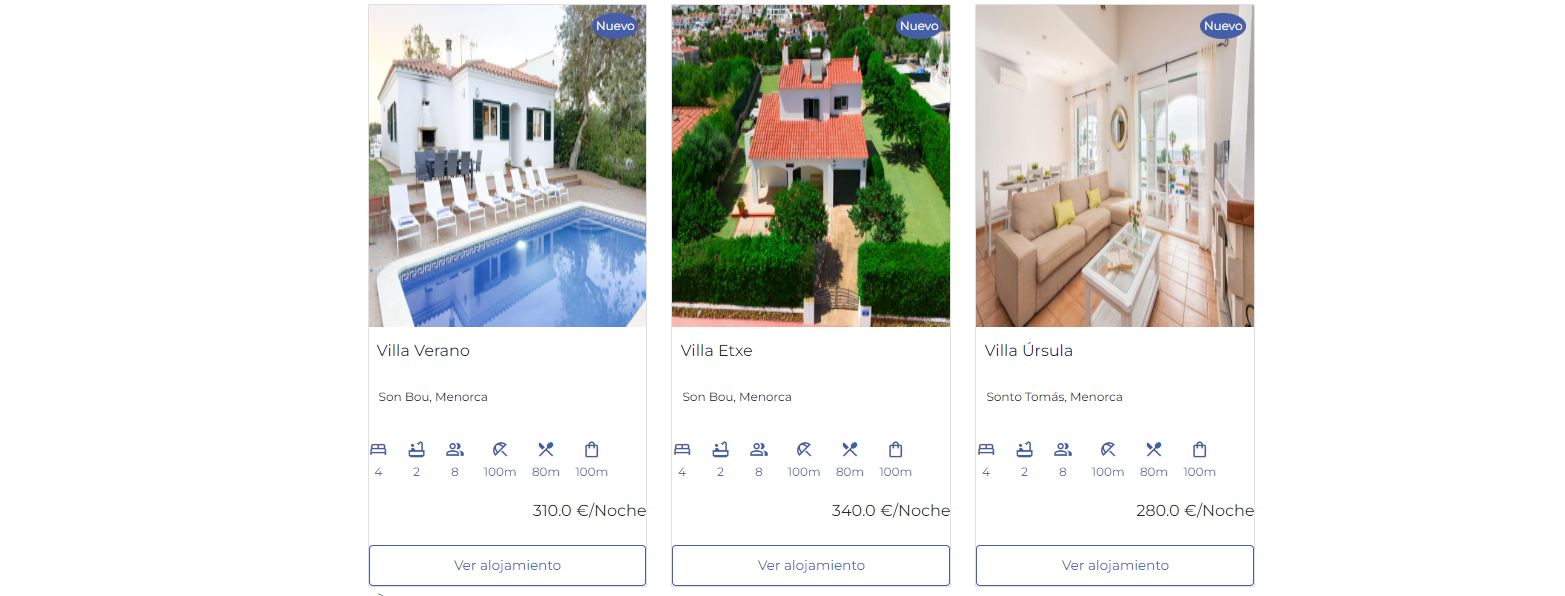 Nuevo
Nuevo
Nuevo
Villa Verano
Son Bou, Menorca
4 2 8 100m 80m 100m
310.0 €/Noche
Ver alojamiento
Villa Etxe
Son Bou, Menorca
4 2 8 100m 80m 100m
340.0 €/Noche
Ver alojamiento
Villa Úrsula
Sonto Tomás, Menorca
4 2 8 100m 80m 100m
280.0 €/Noche
Ver alojamiento